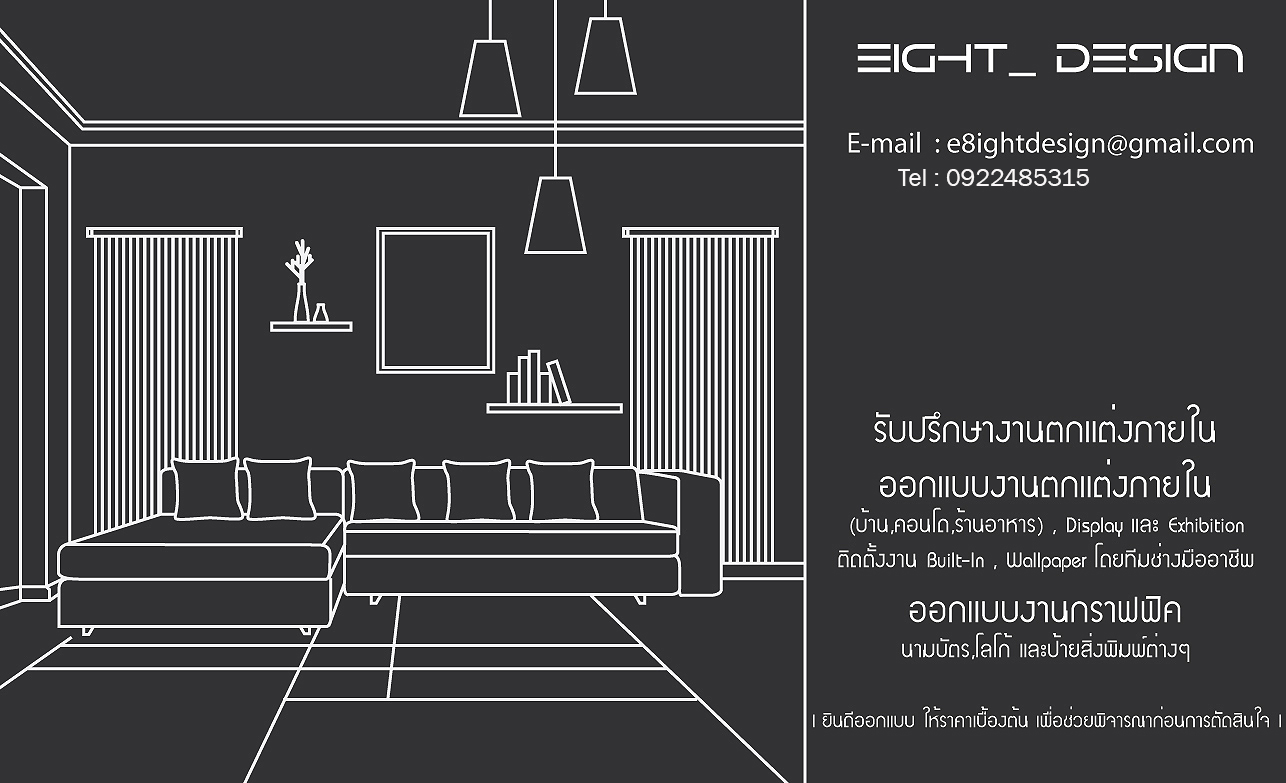 EIGHT_ DESIGN
E-mail : e8ightdesign@gmail.com
Tel : 0922485315
รับปรึกษางานตกแต่งภายใน
ออกแบบงานตกแต่งภายใน
(บ้าน,คอนโด,ร้านอาหาร) , Display และ Exhibition
ติดตั้งงาน Built-In , Wallpaper โดยทีมช่างมืออาชีพ
ออกแบบงานกราฟฟิค
นามบัตร,โลโก้ และป้ายสิ่งพิมพ์ต่างๆ
| ยินดีออกแบบ ให้ราคาเบื้องต้น เพื่อช่วยพิจารณาก่อนการตัดสินใจ |